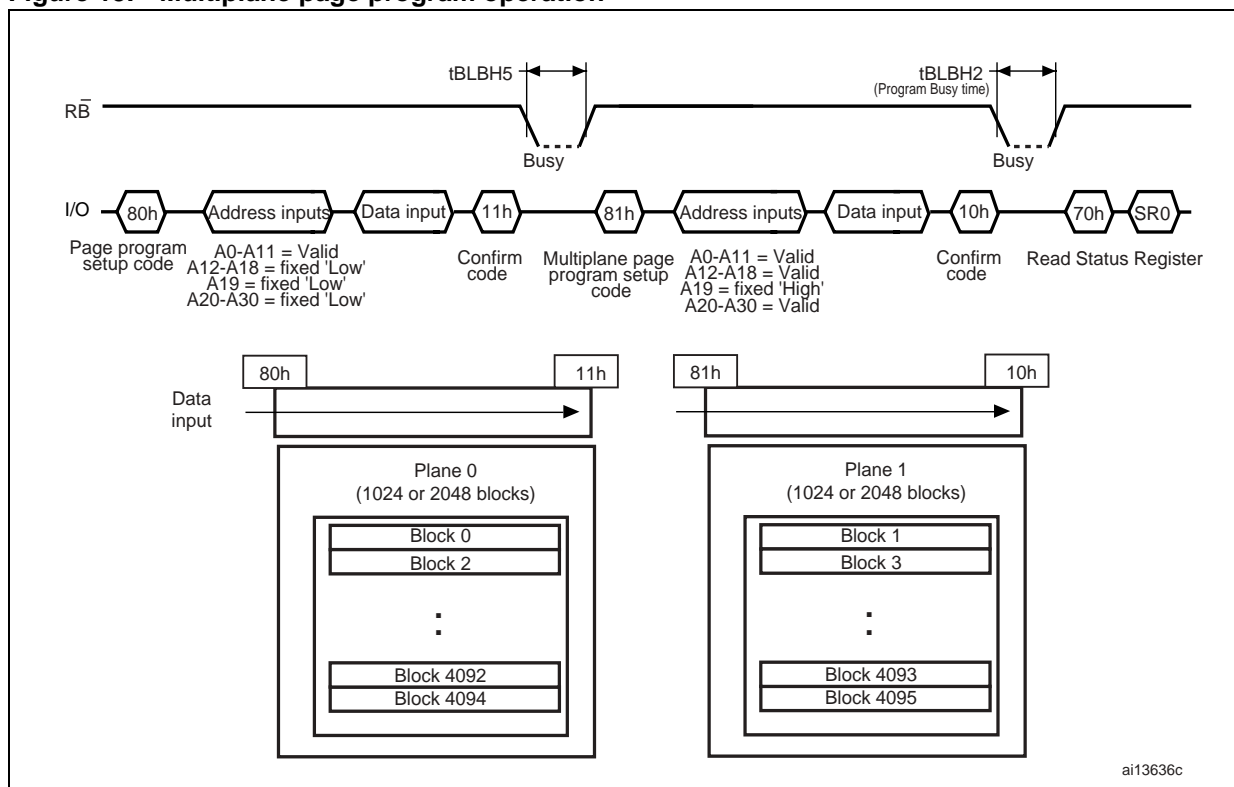 Figure 15. Multiplane page program operation
tBLBH5
tBLBH2
(Program Busy time)
RB
Busy
Busy
I/O
80h
Address inputs
Data input
11h
81h
Address inputs
Data input
10h
70h
SR0
Page program
setup code
A0-A11 = Valid
A12-A18 = fixed 'Low'
A19 = fixed 'Low'
A20-A30 = fixed 'Low'
Confirm
code
Multiplane page
program setup
code
A0-A11 = Valid
A12-A18 = Valid
A19 = fixed 'High'
A20-A30 = Valid
Confirm
code
Read Status Register
80h
11h
81h
10h
Data
input
Plane 0
(1024 or 2048 blocks)
Block 0
Block 2
:
Block 4092
Block 4094
Plane 1
(1024 or 2048 blocks)
Block 1
Block 3
:
Block 4093
Block 4095
ai13636c